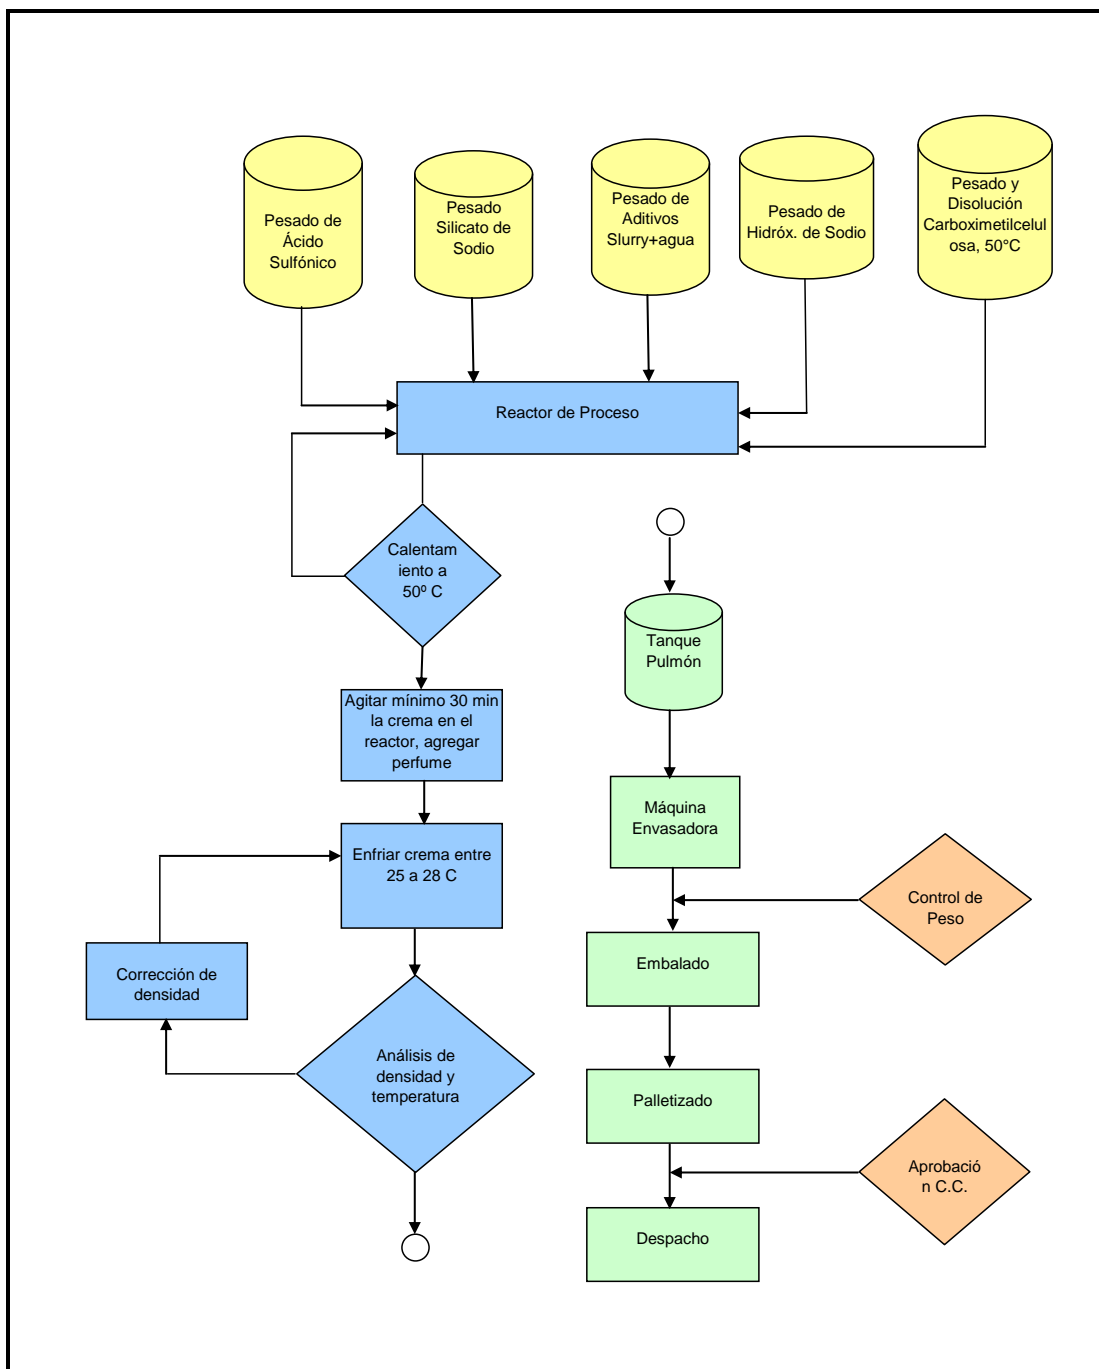 Pesado de
Ácido
Sulfónico
Pesado
Silicato de
Sodio
Pesado de
Aditivos
Slurry+agua
Pesado de
Hidróx. de Sodio
Pesado y
Disolución
Carboximetilcelul
osa, 50°C
Reactor de Proceso
Calentam
iento a
50º C
Agitar mínimo 30 min
la crema en el
reactor, agregar
perfume
Enfriar crema entre
25 a 28 C
Corrección de
densidad
Análisis de
densidad y
temperatura
Tanque
Pulmón
Máquina
Envasadora
Control de
Peso
Embalado
Palletizado
Aprobació
n C.C.
Despacho